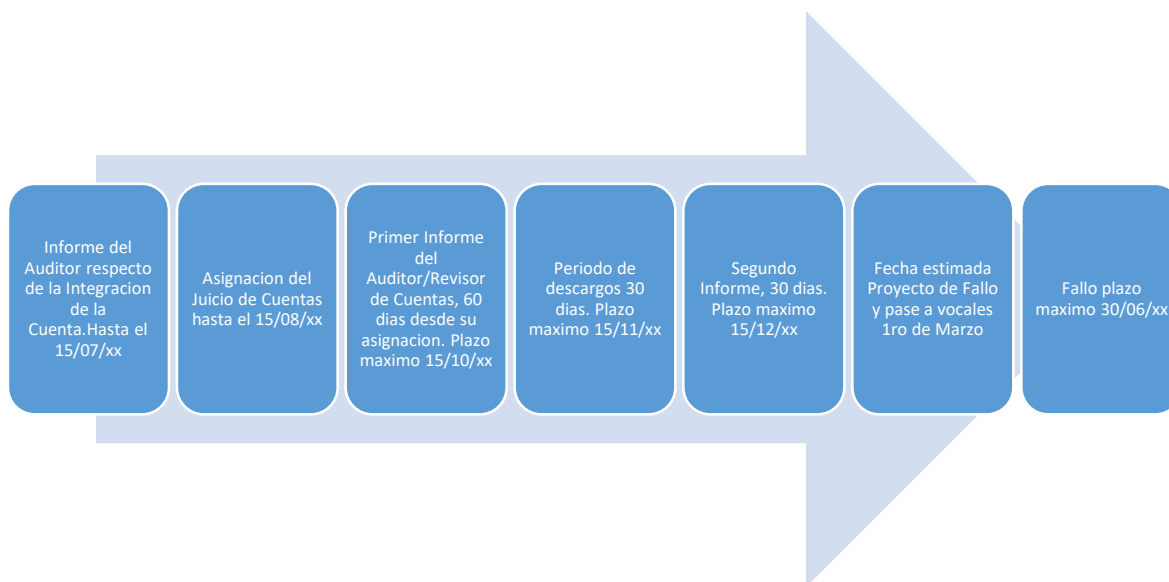 Informe del
Auditor respecto
de la Integracion
de la
Cuenta.Hasta el
15/07/xx
Asignacion del
Juicio de Cuentas
hasta el 15/08/xx
Primer Informe
del
Auditor/Revisor
de Cuentas, 60
dias desde su
asignacion. Plazo
maximo 15/10/xx
Periodo de
descargos 30
dias. Plazo
maximo 15/11/xx
Segundo
Informe, 30 dias.
Plazo maximo
15/12/xx
Fecha estimada
Proyecto de Fallo
y pase a vocales
1ro de Marzo
Fallo plazo
maximo 30/06/xx